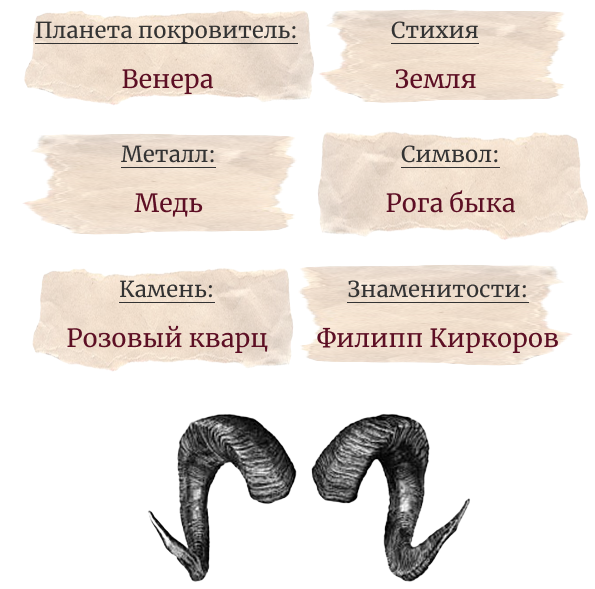 Планета покровитель:
Венера
Стихия
Земля
Металл:
Медь
Символ:
Рога быка
Камень:
Розовый кварц
Знаменитости:
Филипп Киркоров